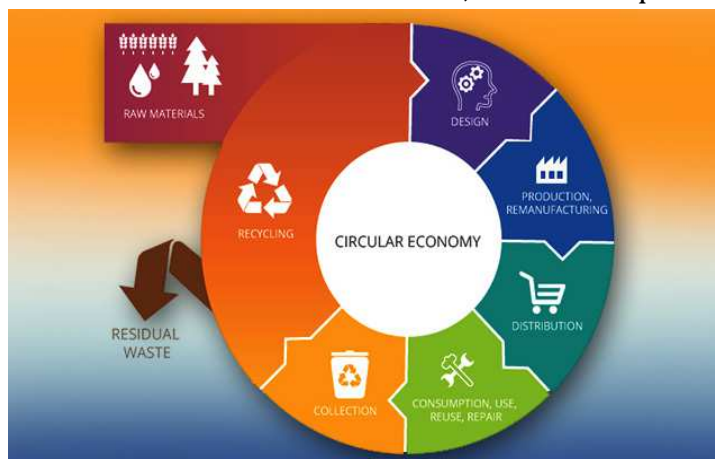 RAW MATERIALS
DESIGN
PRODUCTION,
REMANUFACTURING
DISTRIBUTION
CONSUMPTION, USE,
REUSE, REPAIR
COLLECTION
RECYCLING
RESIDUAL
WASTE
CIRCULAR ECONOMY